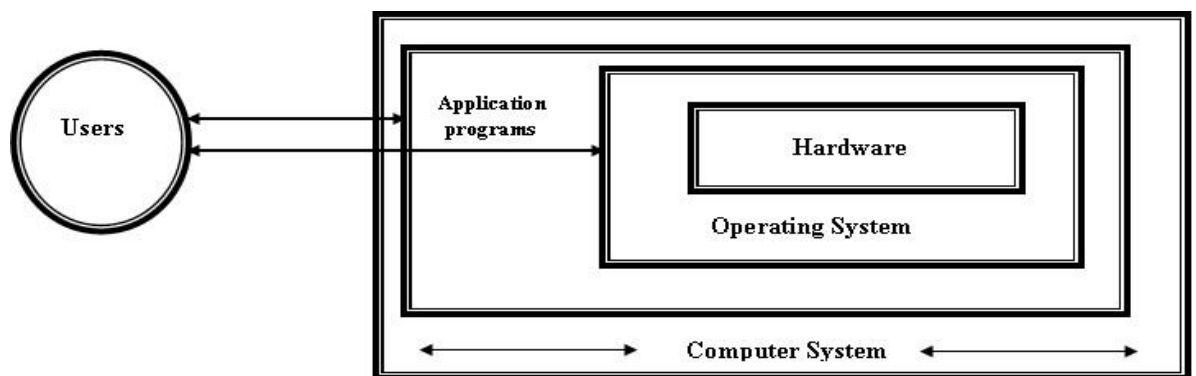 Users
Application
programs
Hardware
Operating System
Computer System